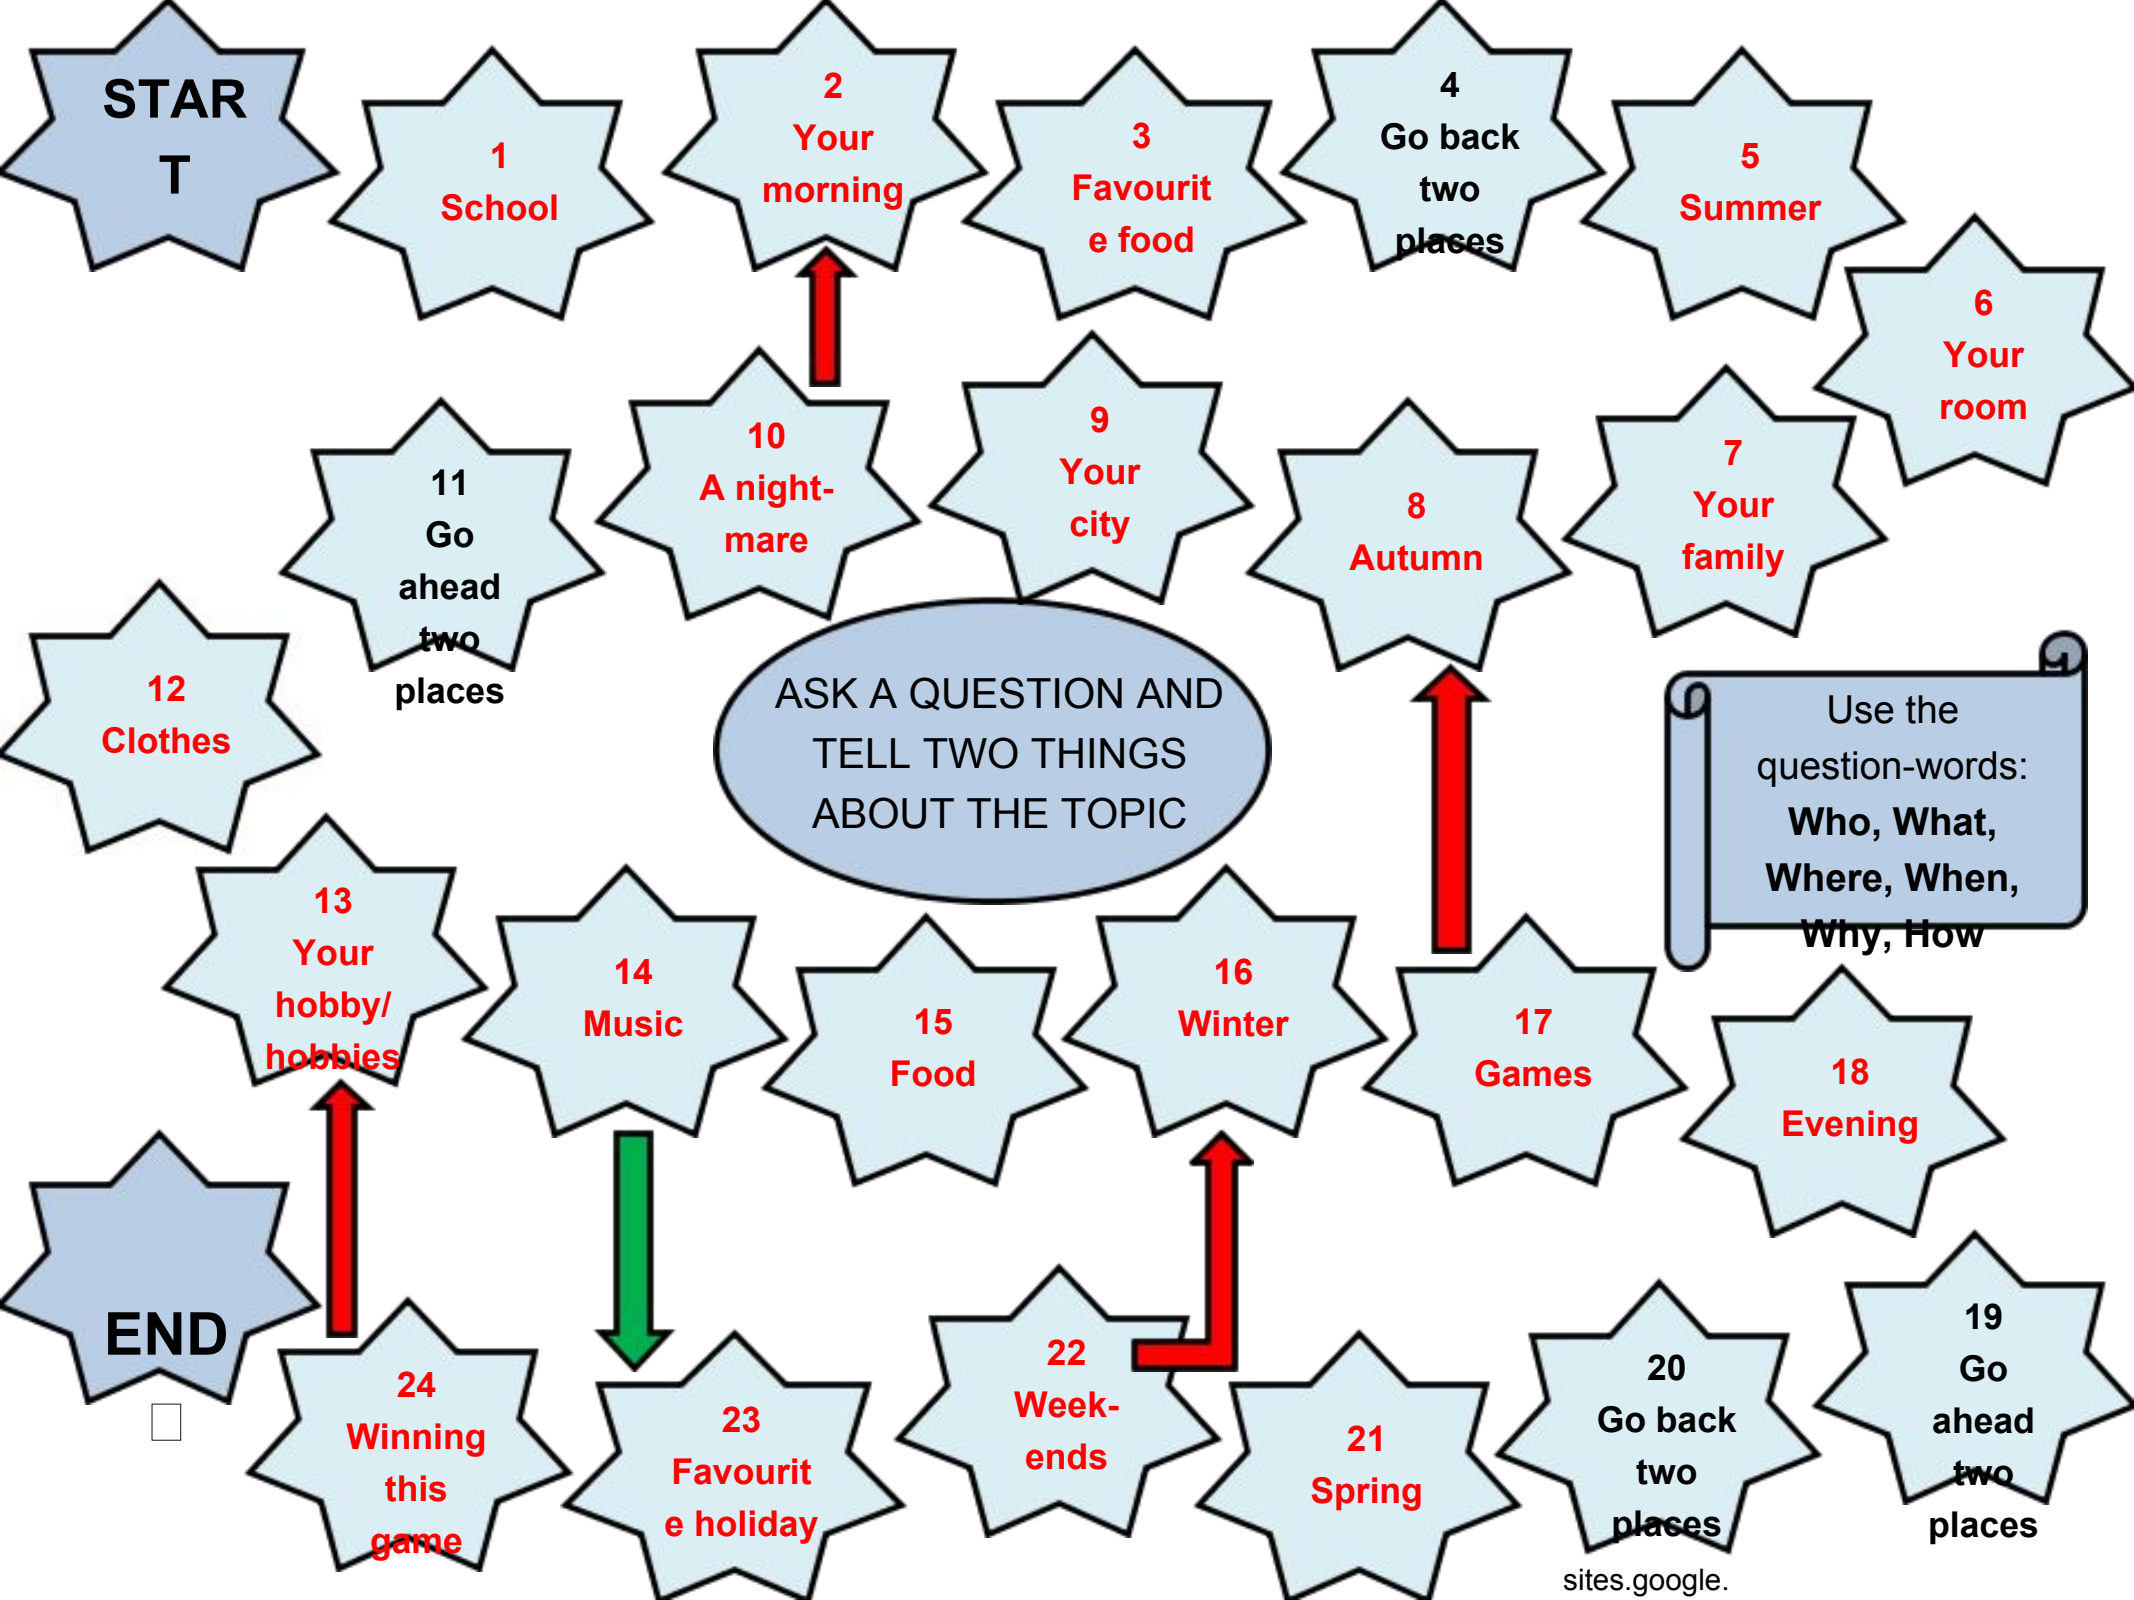 STAR
T
1
School
2
Your
morning
3
Favourit
e food
4
Go back
two
places
5
Summer
6
Your
room
7
Your
family
8
Autumn
9
Your
city
10
A night-
mare
11
Go
ahead
two
places
12
Clothes
ASK A QUESTION AND
TELL TWO THINGS
ABOUT THE TOPIC
Use the
question-words:
Who, What,
Where, When,
Why, How
13
Your
hobby/
hobbies
14
Music
15
Food
16
Winter
17
Games
18
Evening
19
Go
ahead
two
places
20
Go back
two
places
21
Spring
22
Week-
ends
23
Favourit
e holiday
24
Winning
this
game
END
sites.google.